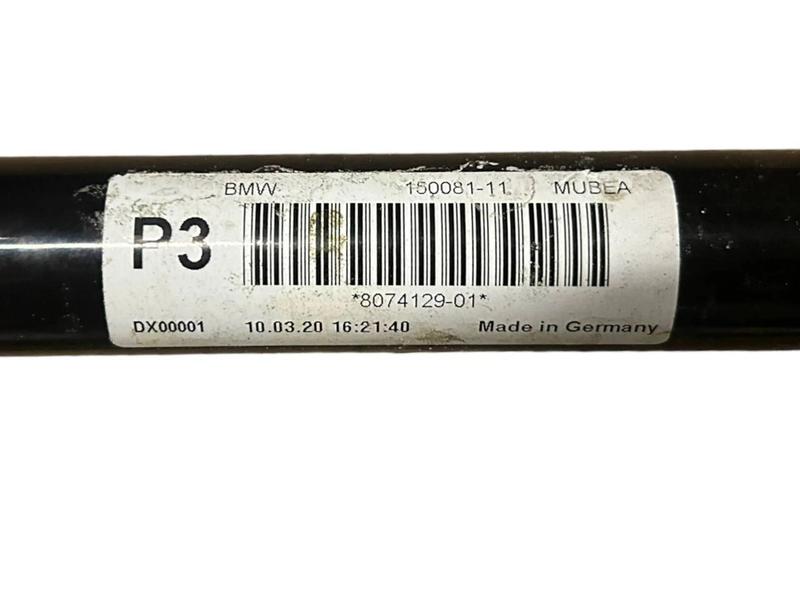 BMW 150081-11 MUBEA
P3
*8074129-01*
DX00001 10.03.20 16:21:40 Made in Germany